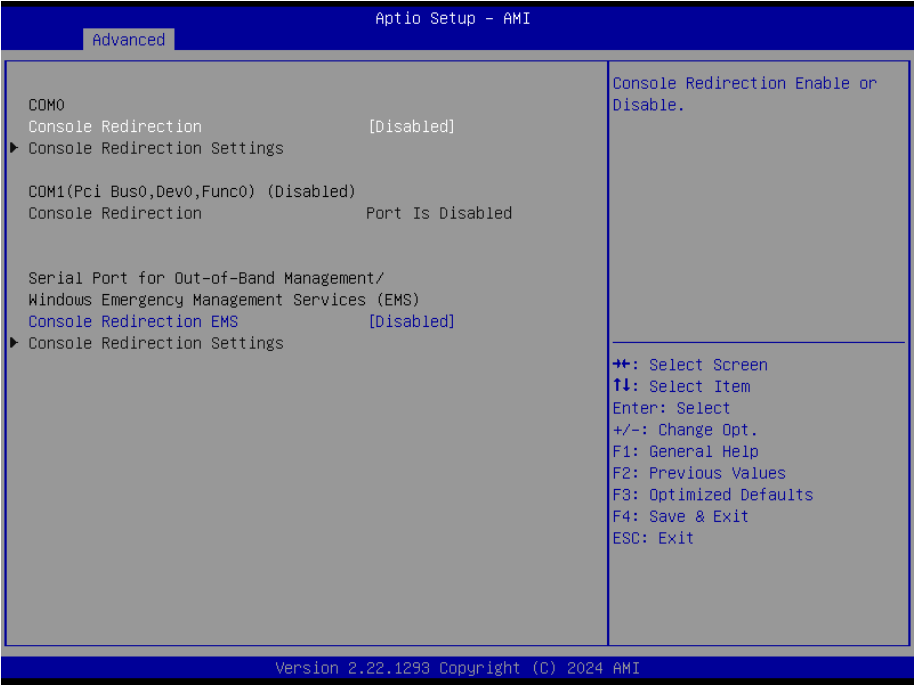 Aptio Setup – AMI
Advanced
COM0
Console Redirection [Disabled]
Console Redirection Settings
COM1(Pci Bus0,Dev0,Func0) (Disabled)
Console Redirection Port Is Disabled
Serial Port for Out-of-Band Management/
Windows Emergency Management Services (EMS)
Console Redirection EMS [Disabled]
Console Redirection Settings
Console Redirection Enable or
Disable.
→←: Select Screen
↑↓: Select Item
Enter: Select
+/-: Change Opt.
F1: General Help
F2: Previous Values
F3: Optimized Defaults
F4: Save & Exit
ESC: Exit
Version 2.22.1293 Copyright (C) 2024 AMI